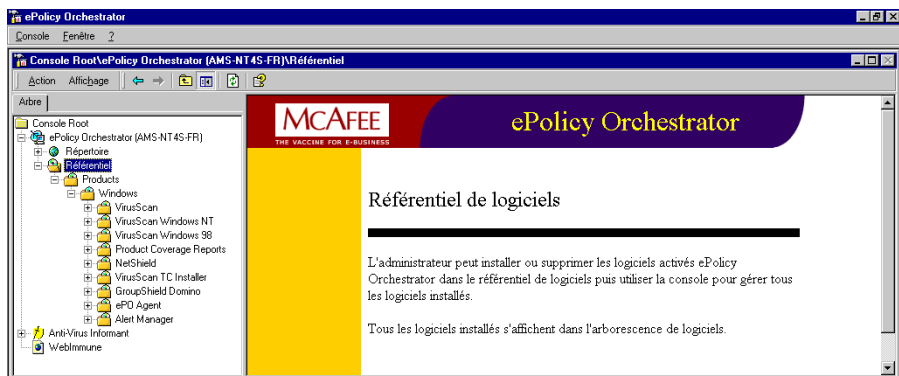 ePolicy Orchestrator
Console Fenêtre ?
Console Root\ePolicy Orchestrator (AMS-NT4S-FR)\Référentiel
Action Affichage
Arbre
Console Root
ePolicy Orchestrator (AMS-NT4S-FR)
Répertoire
Référentiel
Products
Windows
VirusScan
VirusScan Windows NT
VirusScan Windows 98
Product Coverage Reports
NetShield
VirusScan TC Installer
GroupShield Domino
ePO Agent
Alert Manager
Anti-Virus Informant
WebImmune
MCAFEE
THE VACCINE FOR E-BUSINESS
ePolicy Orchestrator
Référentiel de logiciels
L'administrateur peut installer ou supprimer les logiciels activés ePolicy
Orchestrator dans le référentiel de logiciels puis utiliser la console pour gérer tous
les logiciels installés.
Tous les logiciels installés s'affichent dans l'arborescence de logiciels.